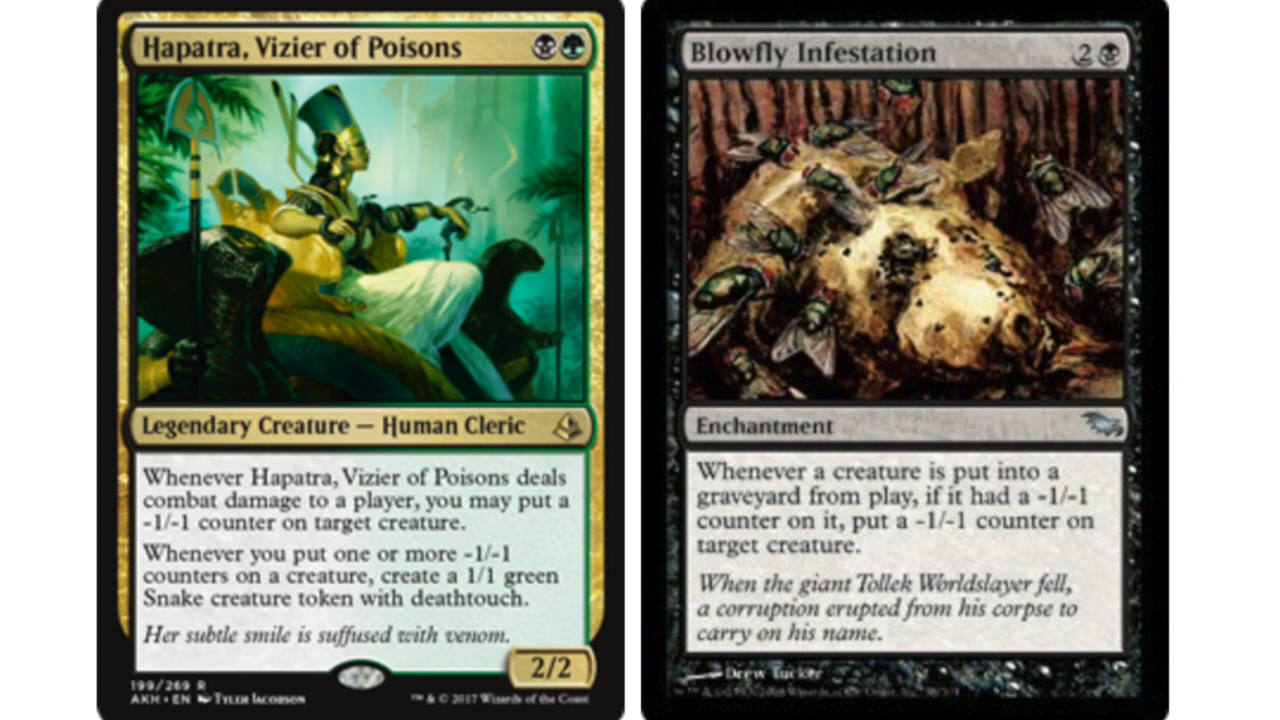 Hapatra, Vizier of Poisons
Legendary Creature — Human Cleric
Whenever Hapatra, Vizier of Poisons deals
combat damage to a player, you may put a
-1/-1 counter on target creature.
Whenever you put one or more -1/-1
counters on a creature, create a 1/1 green
Snake creature token with deathtouch.
Her subtle smile is suffused with venom.
2/2
199/269 R
AKH • EN Tyler Jacobson
™ & © 2017 Wizards of the Coast
Blowfly Infestation 2
Enchantment
Whenever a creature is put into a
graveyard from play, if it had a -1/-1
counter on it, put a -1/-1 counter on
target creature.
When the giant Tollek Worldslayer fell,
a corruption erupted from his corpse to
carry on his name.
Drew Tucker